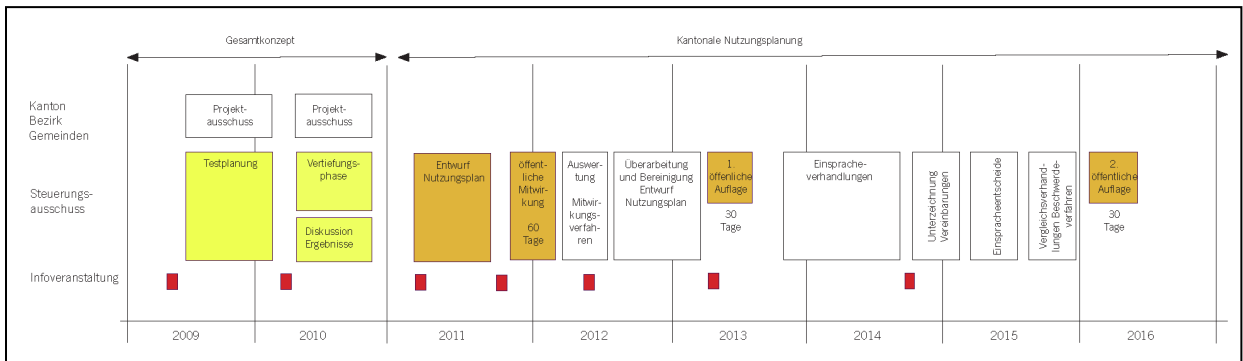 Gesamtkonzept
Kantonale Nutzungsplanung
Kanton
Bezirk
Gemeinden
Projekt-
ausschuss
Projekt-
ausschuss
Steuerungs-
ausschuss
Testplanung
Vertiefungs-
phase
Diskussion
Ergebnisse
Entwurf
Nutzungsplan
öffent-
liche
Mitwir-
kung
60
Tage
Auswer-
tung
Mitwir-
kungs-
verfah-
ren
Überarbeitung
und Bereinigung
Entwurf
Nutzungsplan
1.
öffenliche
Auflage
30
Tage
Einsprache-
verhandlungen
Unterzeichnung
Vereinbarungen
Einspracheentscheide
Vergleichsverhand-
lungen Beschwerde-
verfahren
2.
öffentliche
Auflage
30
Tage
Infoveranstaltung
2009
2010
2011
2012
2013
2014
2015
2016